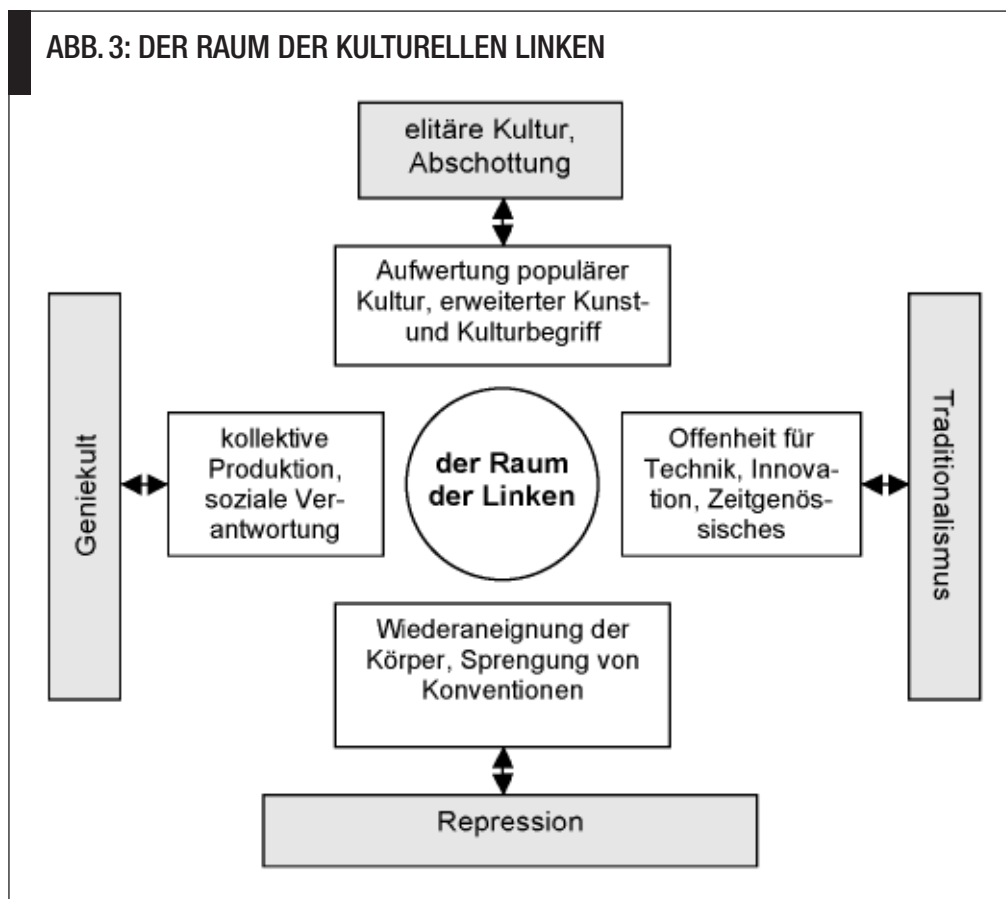 ABB. 3: DER RAUM DER KULTURELLEN LINKEN
elitäre Kultur,
Abschottung
Aufwertung populärer
Kultur, erweiterter Kunst-
und Kulturbegriff
Geniekult
kollektive
Produktion,
soziale Ver-
antwortung
der Raum
der Linken
Offenheit für
Technik, Innova-
tion, Zeitgenös-
sisches
Traditionalismus
Wiederaneignung der
Körper, Sprengung von
Konventionen
Repression